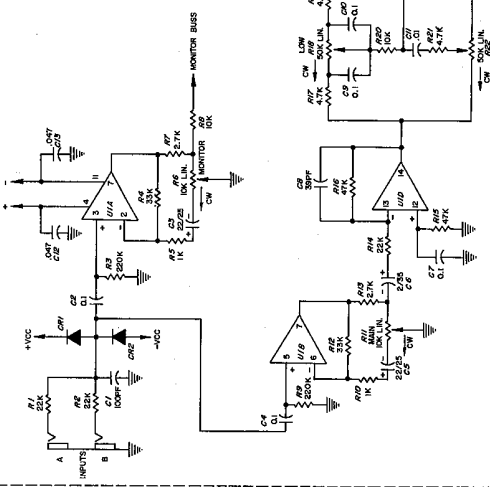 INPUTS
A
B
R1
22K
R2
22K
C1
100PF
+VCC
CR1
CR2
-VCC
C2
0.1
R3
220K
.047
C12
+
-
.047
C13
3
2
4
11
7
+
-
U1A
R4
33K
R5
1K
+
-
C3
22/25
R6
10K LIN.
MONITOR
CW
R7
2.7K
R8
10K
MONITOR BUSS
C4
0.1
R9
220K
5
6
7
+
-
U1B
R12
33K
R10
1K
+
-
22/25
C5
R11
MAIN
10K LIN.
CW
R13
2.7K
-
+
2/35
C6
R14
22K
C7
0.1
R15
47K
13
12
14
-
+
U1D
C8
39PF
R16
47K
R17
4.7K
C9
0.1
LOW
R18
50K LIN.
CW
C10
0.1
4.7K
R20
10K
C11
.01
R21
4.7K
50K LIN.
R22
CW